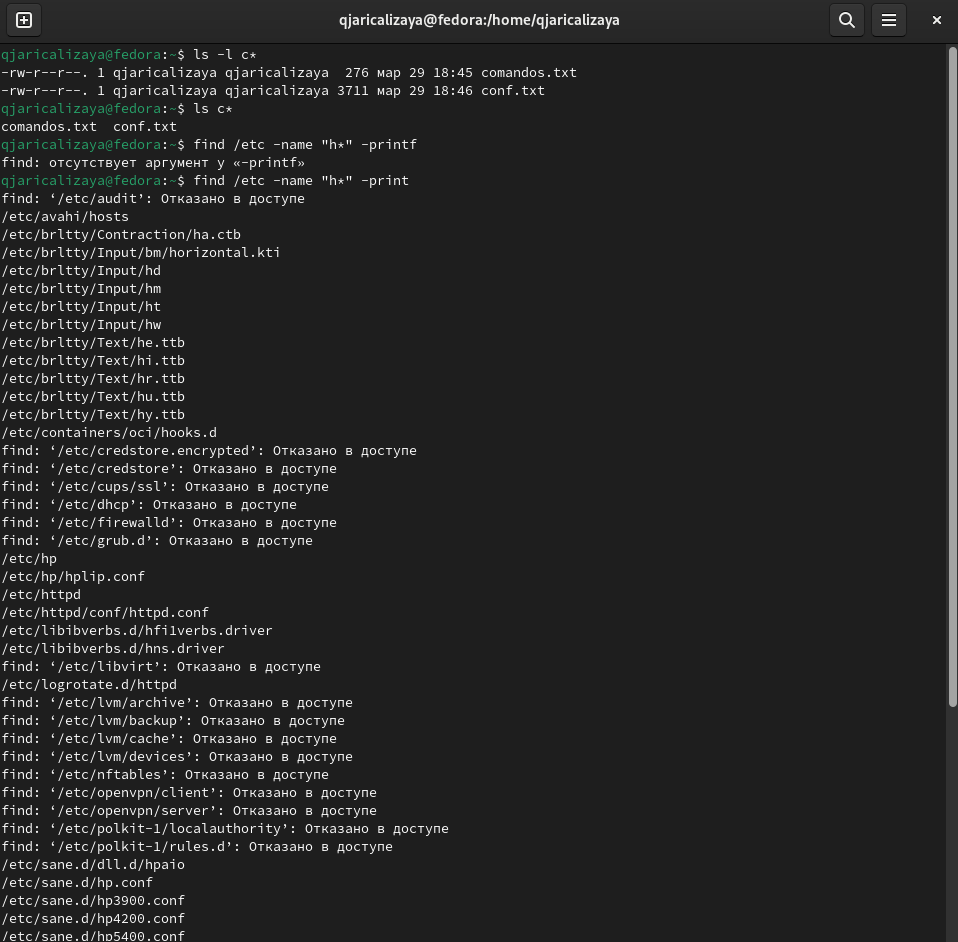 qjaricalizaya@fedora:/home/qjaricalizaya
qjaricalizaya@fedora:~$ ls -l c*
-rw-r--r--. 1 qjaricalizaya qjaricalizaya  276 мар 29 18:45 comandos.txt
-rw-r--r--. 1 qjaricalizaya qjaricalizaya 3711 мар 29 18:46 conf.txt
qjaricalizaya@fedora:~$ ls c*
comandos.txt  conf.txt
qjaricalizaya@fedora:~$ find /etc -name "h*" -printf
find: отсутствует аргумент у «-printf»
qjaricalizaya@fedora:~$ find /etc -name "h*" -print
find: ‘/etc/audit’: Отказано в доступе
/etc/avahi/hosts
/etc/brltty/Contraction/ha.ctb
/etc/brltty/Input/bm/horizontal.kti
/etc/brltty/Input/hd
/etc/brltty/Input/hm
/etc/brltty/Input/ht
/etc/brltty/Input/hw
/etc/brltty/Text/he.ttb
/etc/brltty/Text/hi.ttb
/etc/brltty/Text/hr.ttb
/etc/brltty/Text/hu.ttb
/etc/brltty/Text/hy.ttb
/etc/containers/oci/hooks.d
find: ‘/etc/credstore.encrypted’: Отказано в доступе
find: ‘/etc/credstore’: Отказано в доступе
find: ‘/etc/cups/ssl’: Отказано в доступе
find: ‘/etc/dhcp’: Отказано в доступе
find: ‘/etc/firewalld’: Отказано в доступе
find: ‘/etc/grub.d’: Отказано в доступе
/etc/hp
/etc/hp/hplip.conf
/etc/httpd
/etc/httpd/conf/httpd.conf
/etc/libibverbs.d/hfi1verbs.driver
/etc/libibverbs.d/hns.driver
find: ‘/etc/libvirt’: Отказано в доступе
/etc/logrotate.d/httpd
find: ‘/etc/lvm/archive’: Отказано в доступе
find: ‘/etc/lvm/backup’: Отказано в доступе
find: ‘/etc/lvm/cache’: Отказано в доступе
find: ‘/etc/lvm/devices’: Отказано в доступе
find: ‘/etc/nftables’: Отказано в доступе
find: ‘/etc/openvpn/client’: Отказано в доступе
find: ‘/etc/openvpn/server’: Отказано в доступе
find: ‘/etc/polkit-1/localauthority’: Отказано в доступе
find: ‘/etc/polkit-1/rules.d’: Отказано в доступе
/etc/sane.d/dll.d/hpaio
/etc/sane.d/hp.conf
/etc/sane.d/hp3900.conf
/etc/sane.d/hp4200.conf
/etc/sane.d/hp5400.conf